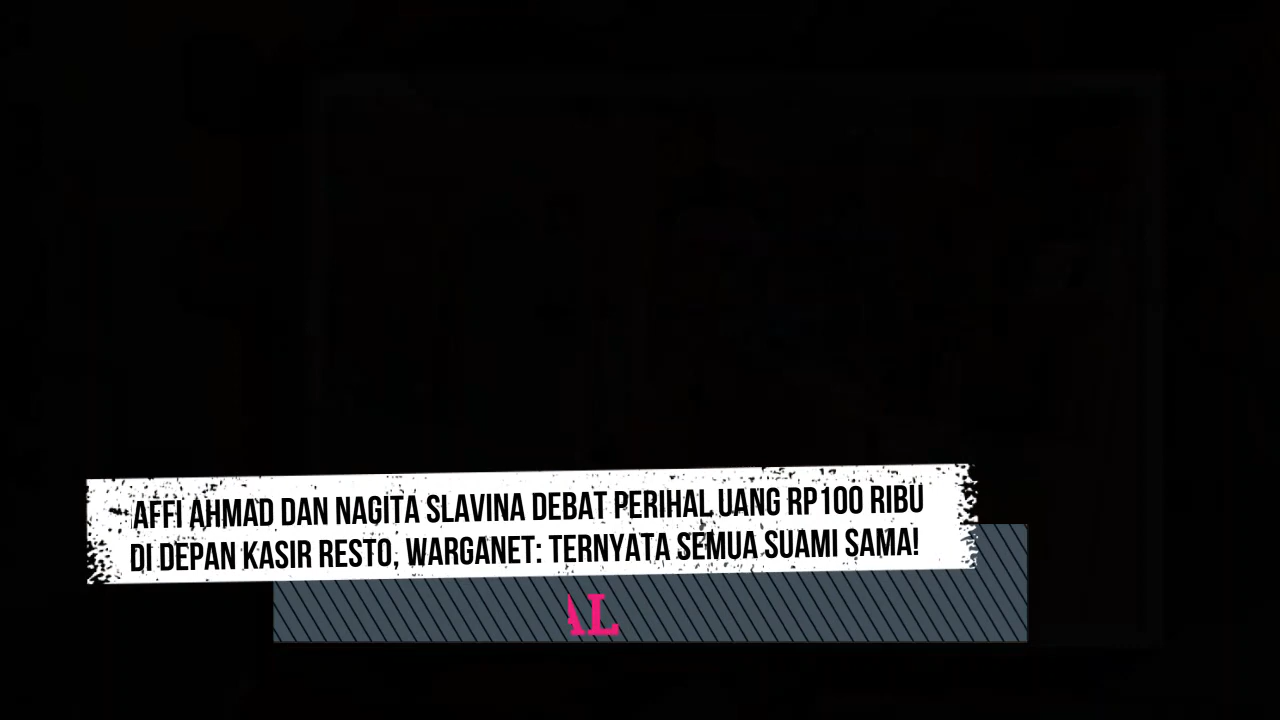 AFFI AHMAD DAN NAGITA SLAVINA DEBAT PERIHAL UANG RP100 RIBU
DI DEPAN KASIR RESTO, WARGANET: TERNYATA SEMUA SUAMI SAMA!
AL